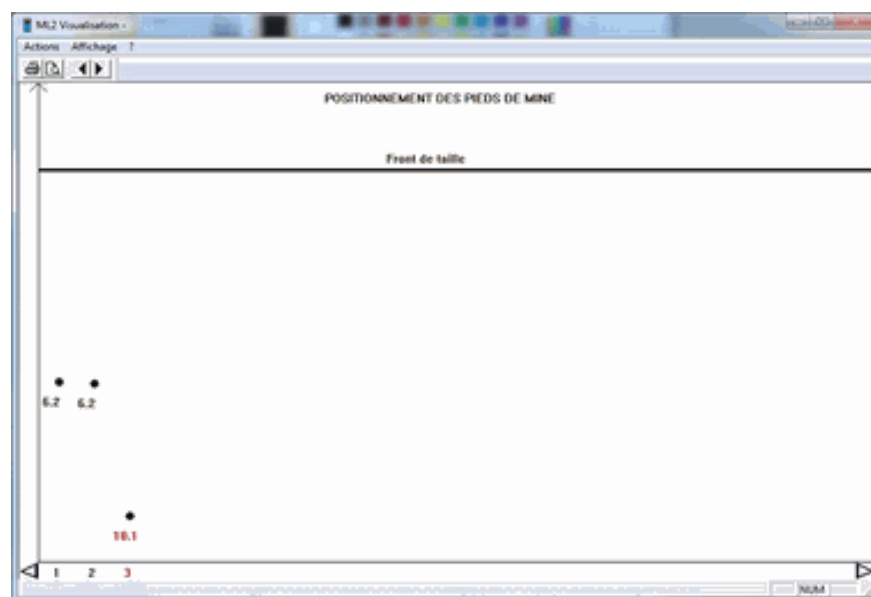 ML2 Visualisation -
Actions Affichage ?
POSITIONNEMENT DES PIEDS DE MINE
Front de taille
6.2 6.2
10.1
1 2 3
NUM